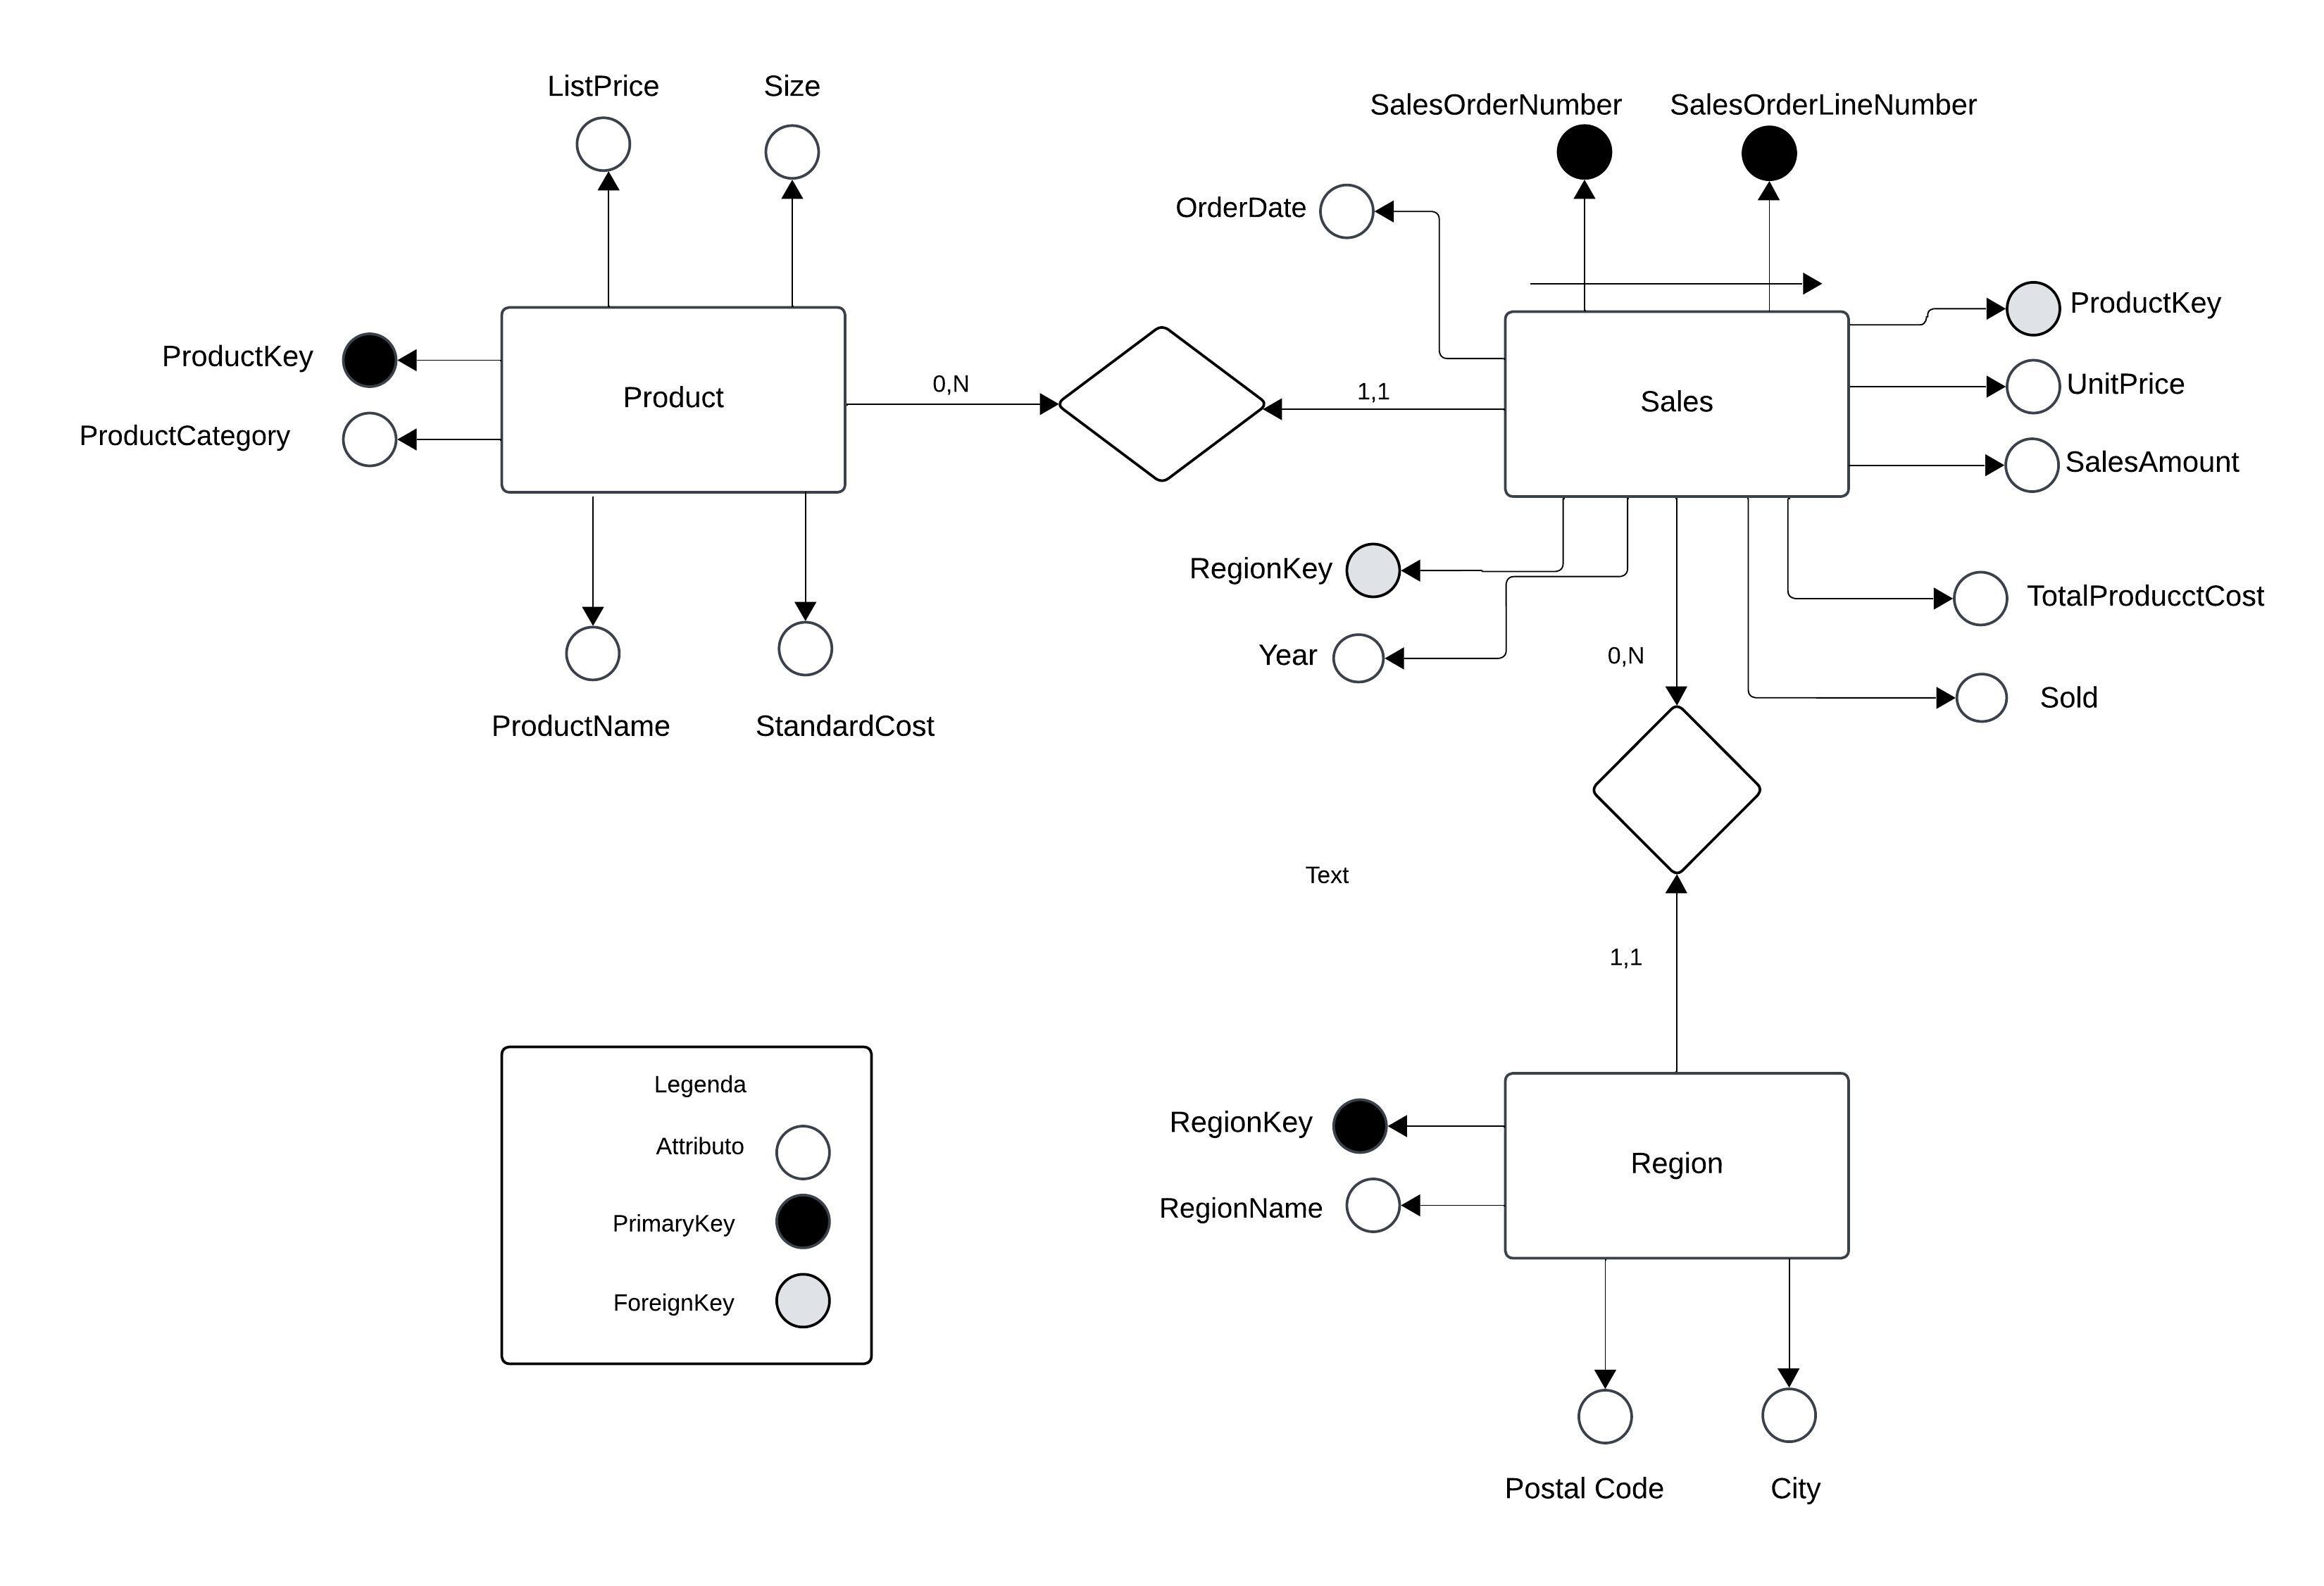 ListPrice
Size
SalesOrderNumber
SalesOrderLineNumber
OrderDate
ProductKey
ProductKey
UnitPrice
0,N
1,1
Product
Sales
ProductCategory
SalesAmount
RegionKey
TotalProducctCost
Year
0,N
Sold
ProductName
StandardCost
Text
1,1
Legenda
Attributo
PrimaryKey
ForeignKey
RegionKey
Region
RegionName
Postal Code
City